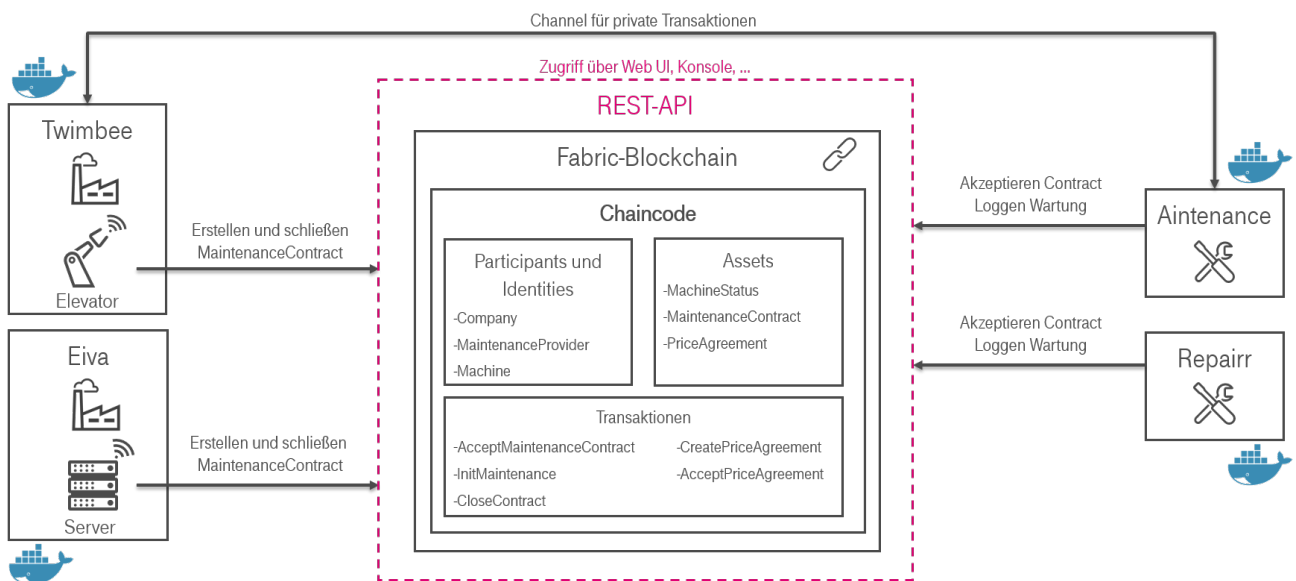 Channel für private Transaktionen
Zugriff über Web UI, Konsole, ...
REST-API
Twimbee
Elevator
Erstellen und schließen
MaintenanceContract
Eiva
Server
Erstellen und schließen
MaintenanceContract
Fabric-Blockchain
Chaincode
Participants und
Identities
-Company
-MaintenanceProvider
-Machine
Assets
-MachineStatus
-MaintenanceContract
-PriceAgreement
Transaktionen
-AcceptMaintenanceContract
-InitMaintenance
-CloseContract
-CreatePriceAgreement
-AcceptPriceAgreement
Akzeptieren Contract
Loggen Wartung
Aintenance
Akzeptieren Contract
Loggen Wartung
Repairr